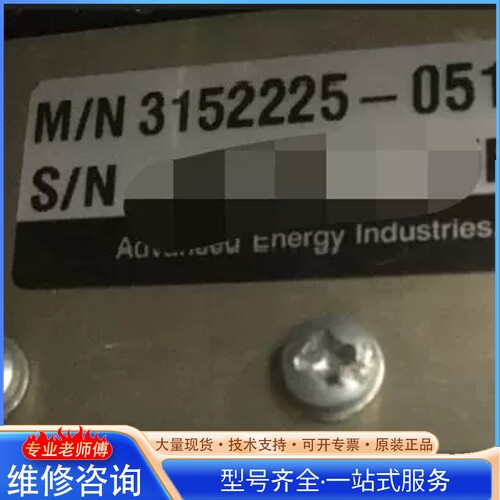 M/N 3152225-051
S/N
Advanced Energy Industries
专业老师傅
维修咨询
大量现货·技术支持·可开专票·原装正品
型号齐全·一站式服务